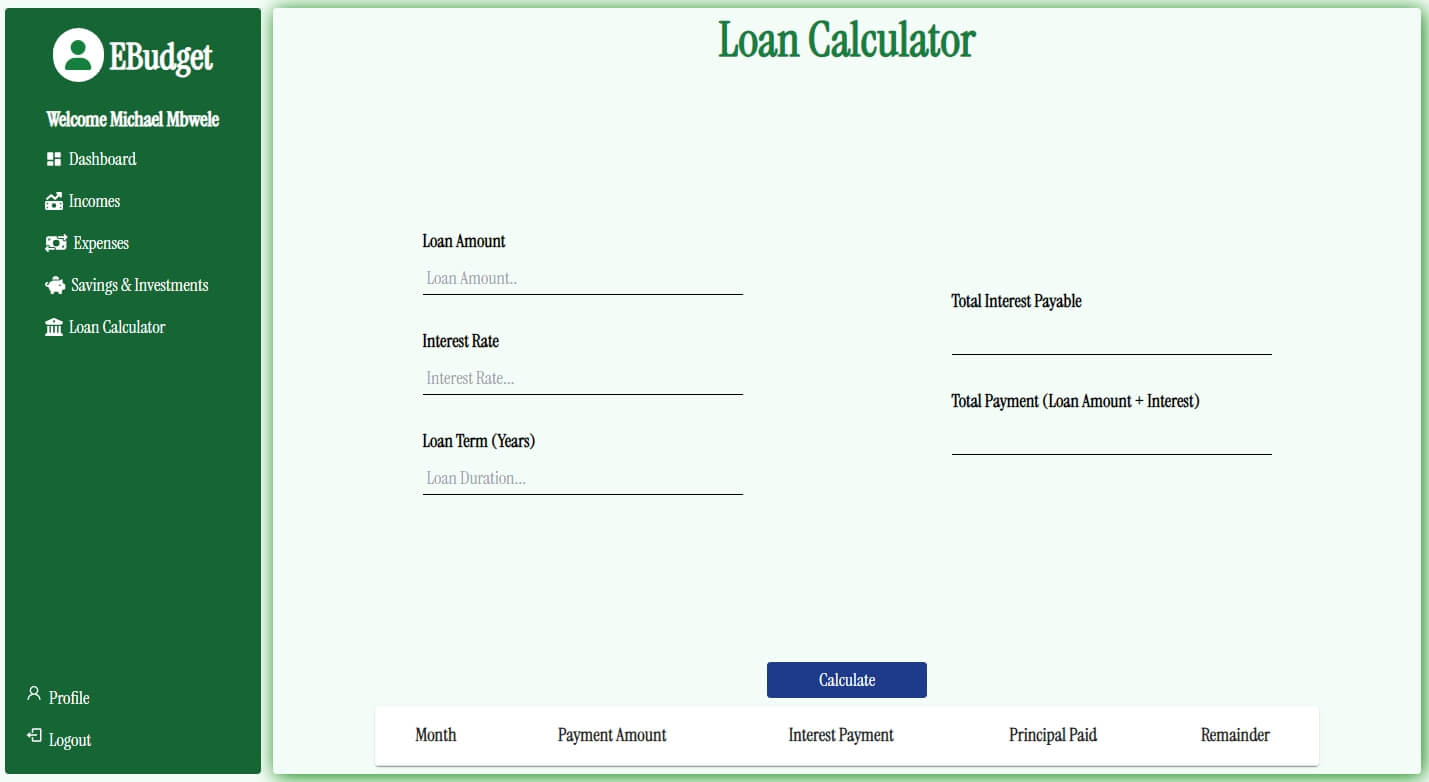 EBudget
Welcome Michael Mbwele
Dashboard
Incomes
Expenses
Savings & Investments
Loan Calculator
Profile
Logout
Loan Calculator
Loan Amount
Loan Amount..
Interest Rate
Interest Rate...
Loan Term (Years)
Loan Duration...
Total Interest Payable
Total Payment (Loan Amount + Interest)
Calculate
Month Payment Amount Interest Payment Principal Paid Remainder